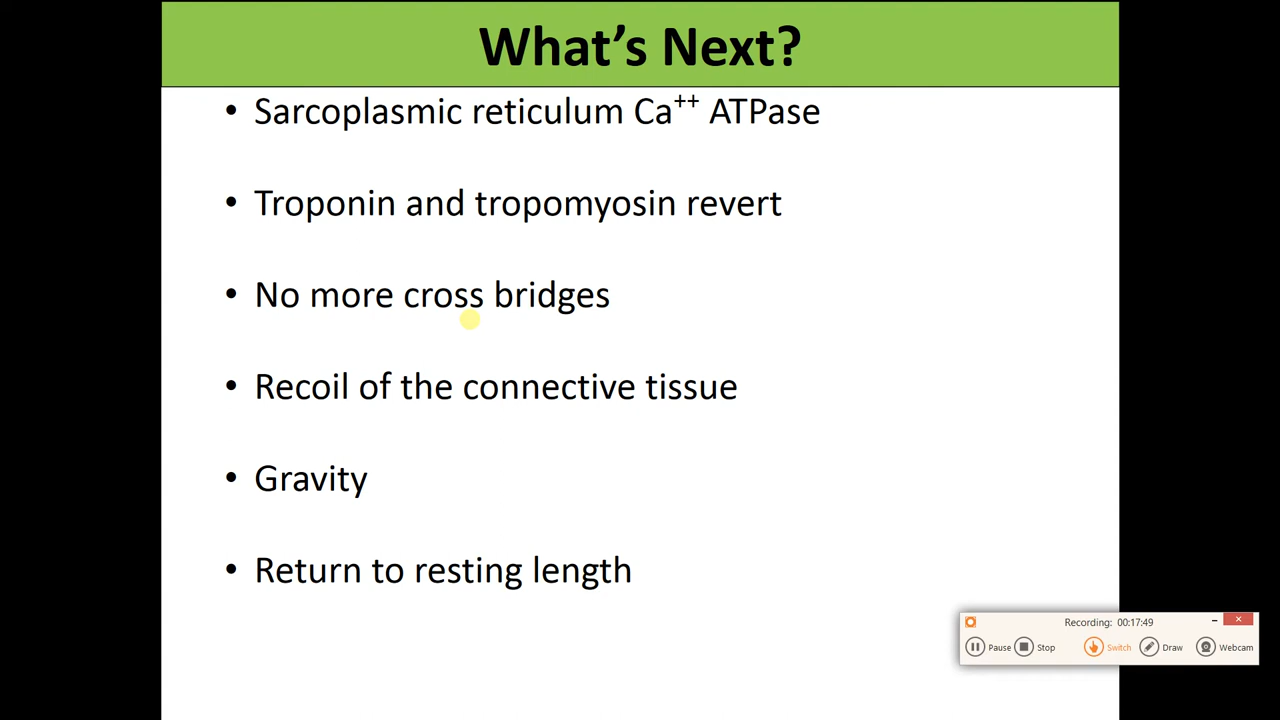 What's Next?
• Sarcoplasmic reticulum Ca⁺⁺ ATPase
• Troponin and tropomyosin revert
• No more cross bridges
• Recoil of the connective tissue
• Gravity
• Return to resting length
Recording: 00:17:49
Pause Stop Switch Draw Webcam